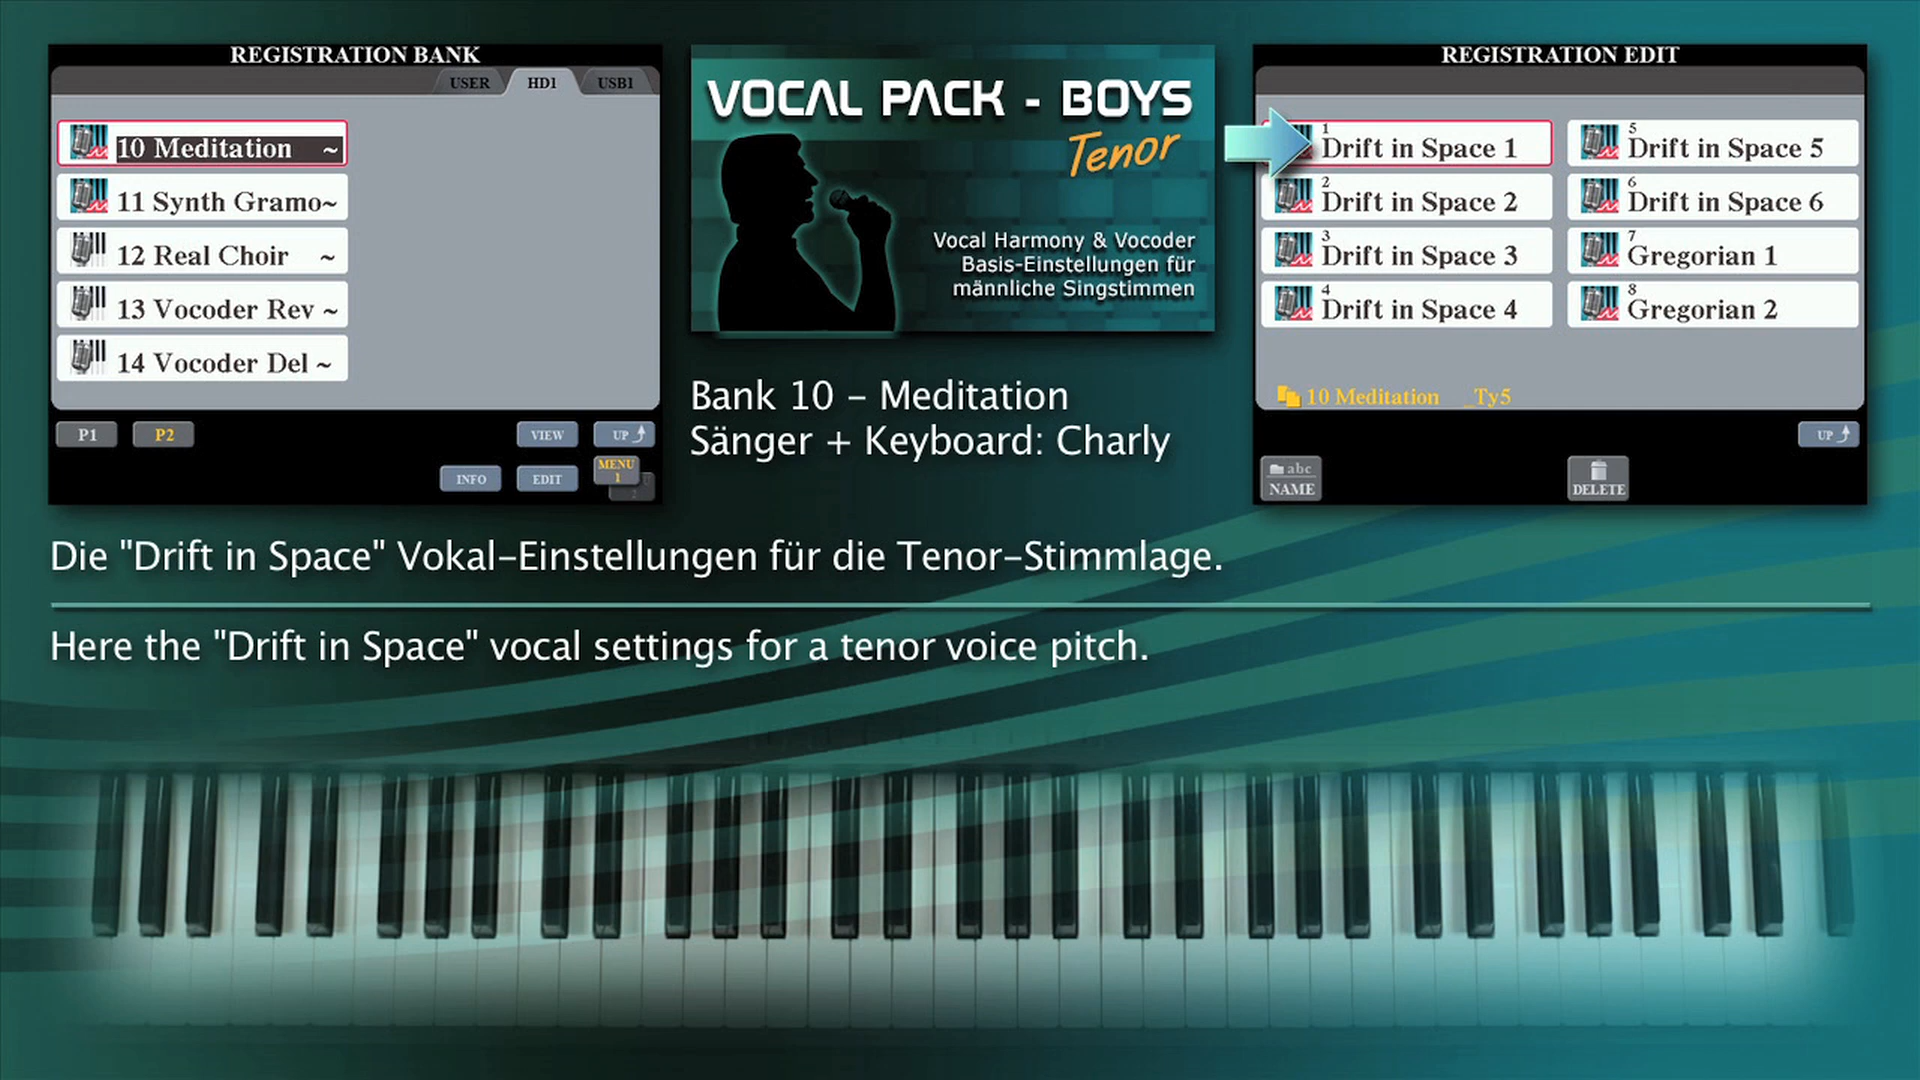 REGISTRATION BANK
USER HD1 USB1
10 Meditation ~
11 Synth Gramo~
12 Real Choir ~
13 Vocoder Rev ~
14 Vocoder Del ~
P1 P2 VIEW UP
INFO EDIT MENU 1
2
VOCAL PACK - BOYS
Tenor
Vocal Harmony & Vocoder
Basis-Einstellungen für
männliche Singstimmen
Bank 10 – Meditation
Sänger + Keyboard: Charly
REGISTRATION EDIT
1 Drift in Space 1
2 Drift in Space 2
3 Drift in Space 3
4 Drift in Space 4
5 Drift in Space 5
6 Drift in Space 6
7 Gregorian 1
8 Gregorian 2
10 Meditation _Ty5
UP
abc
NAME
DELETE
Die "Drift in Space" Vokal-Einstellungen für die Tenor-Stimmlage.
Here the "Drift in Space" vocal settings for a tenor voice pitch.